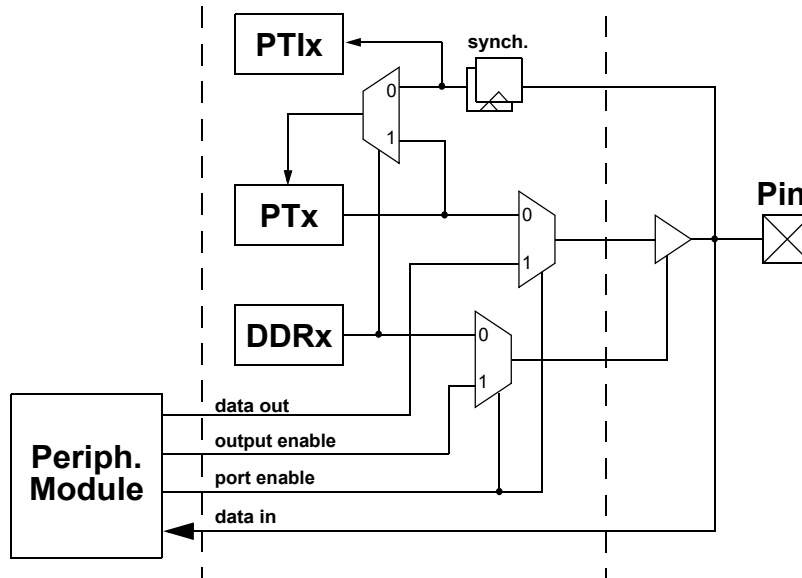 PTIx
synch.
0
1
PTx
Pin
0
1
DDRx
0
1
data out
output enable
port enable
data in
Periph.
Module